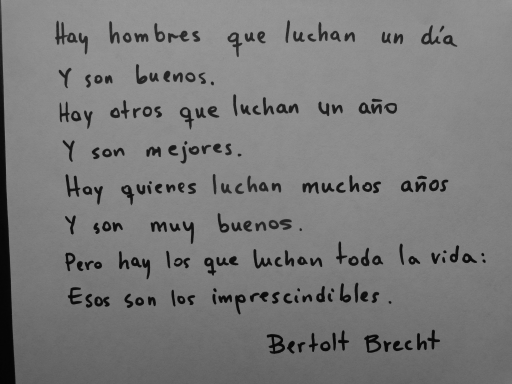 Hay hombres que luchan un día
Y son buenos.
Hay otros que luchan un año
Y son mejores.
Hay quienes luchan muchos años
Y son muy buenos.
Pero hay los que luchan toda la vida:
Esos son los imprescindibles.
Bertolt Brecht